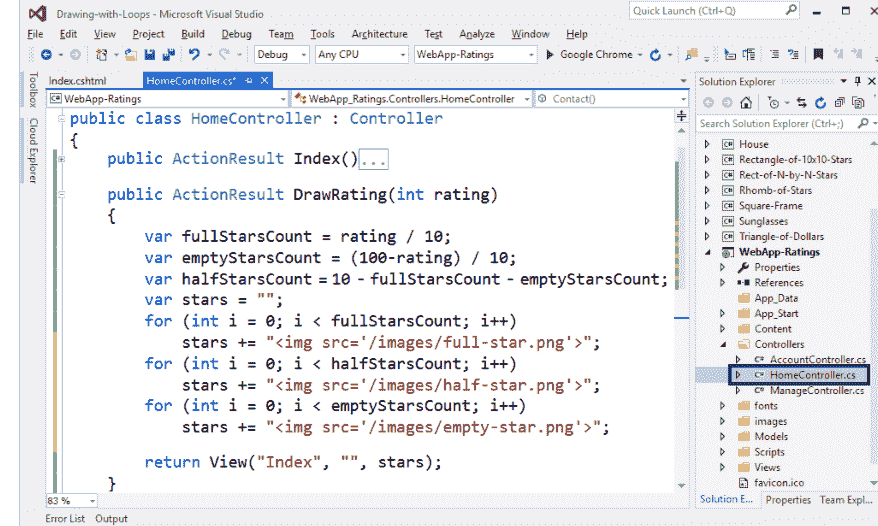 Drawing-with-Loops - Microsoft Visual Studio
Quick Launch (Ctrl+Q)
File Edit View Project Build Debug Team Tools Architecture Test Analyze Window Help
Debug Any CPU WebApp-Ratings Google Chrome
Toolbox
Cloud Explorer
Index.cshtml HomeController.cs*
WebApp-Ratings WebApp_Ratings.Controllers.HomeController Contact()
public class HomeController : Controller
{
public ActionResult Index()...
public ActionResult DrawRating(int rating)
{
var fullStarsCount = rating / 10;
var emptyStarsCount = (100-rating) / 10;
var halfStarsCount = 10 - fullStarsCount - emptyStarsCount;
var stars = "";
for (int i = 0; i < fullStarsCount; i++)
stars += "<img src='/images/full-star.png'>";
for (int i = 0; i < halfStarsCount; i++)
stars += "<img src='/images/half-star.png'>";
for (int i = 0; i < emptyStarsCount; i++)
stars += "<img src='/images/empty-star.png'>";
return View("Index", "", stars);
}
83 %
Error List Output
Solution Explorer
Search Solution Explorer (Ctrl+;)
House
Rectangle-of-10x10-Stars
Rect-of-N-by-N-Stars
Rhomb-of-Stars
Square-Frame
Sunglasses
Triangle-of-Dollars
WebApp-Ratings
Properties
References
App_Data
App_Start
Content
Controllers
AccountController.cs
HomeController.cs
ManageController.cs
fonts
images
Models
Scripts
Views
favicon.ico
Solution E... Properties Team Expl...